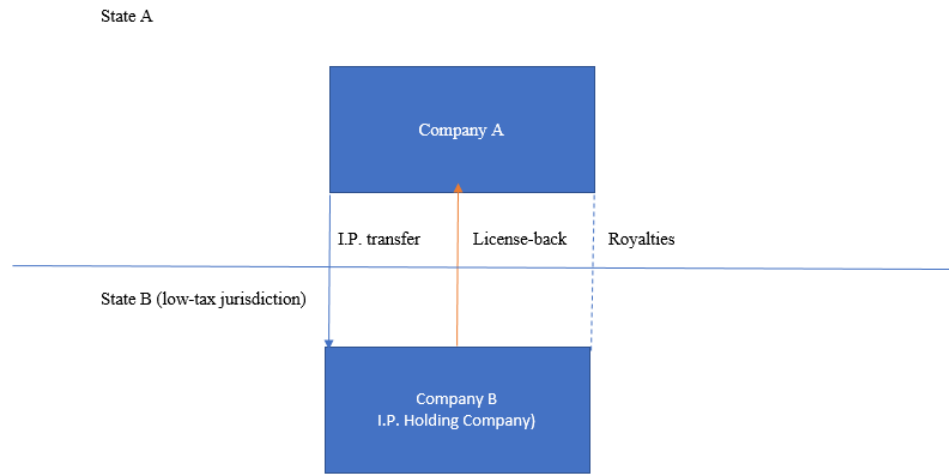 State A
Company A
I.P. transfer
License-back
Royalties
State B (low-tax jurisdiction)
Company B
I.P. Holding Company)